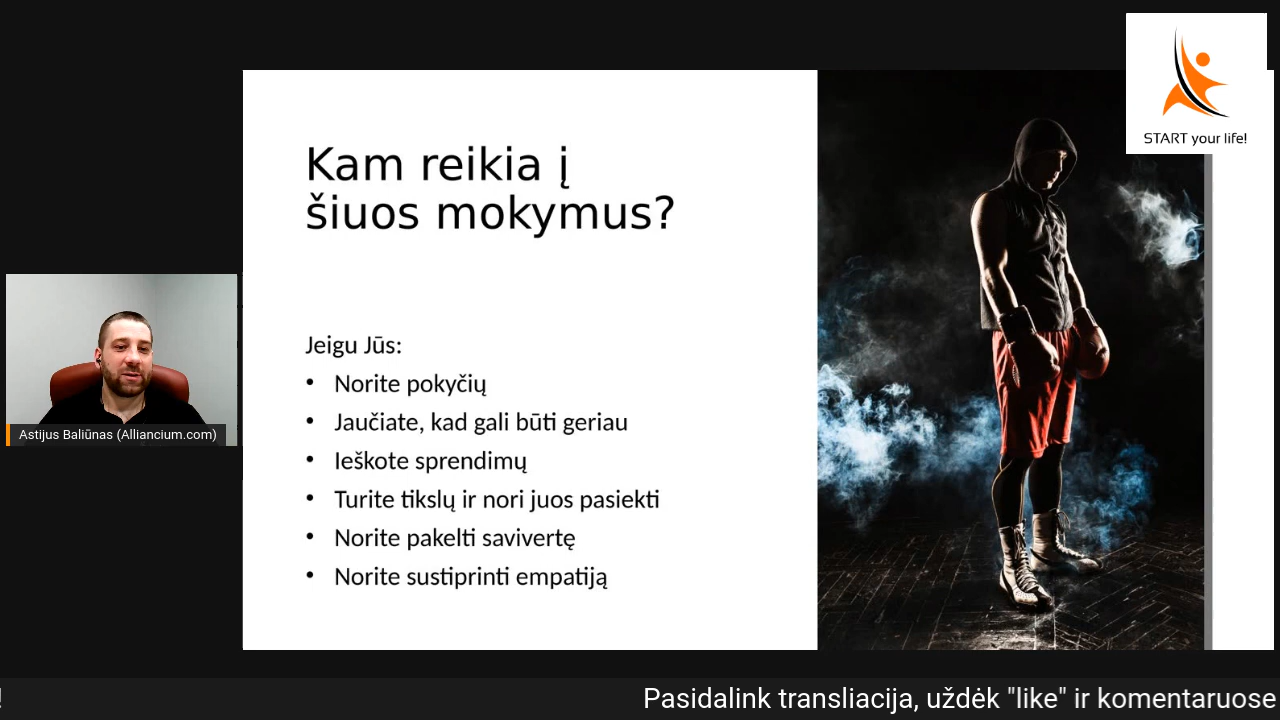 START your life!
Kam reikia į
šiuos mokymus?
Jeigu Jūs:
• Norite pokyčių
• Jaučiate, kad gali būti geriau
• Ieškote sprendimų
• Turite tikslų ir nori juos pasiekti
• Norite pakelti savivertę
• Norite sustiprinti empatiją
Astijus Baliūnas (Alliancium.com)
! Pasidalink transliacija, uždėk "like" ir komentaruose